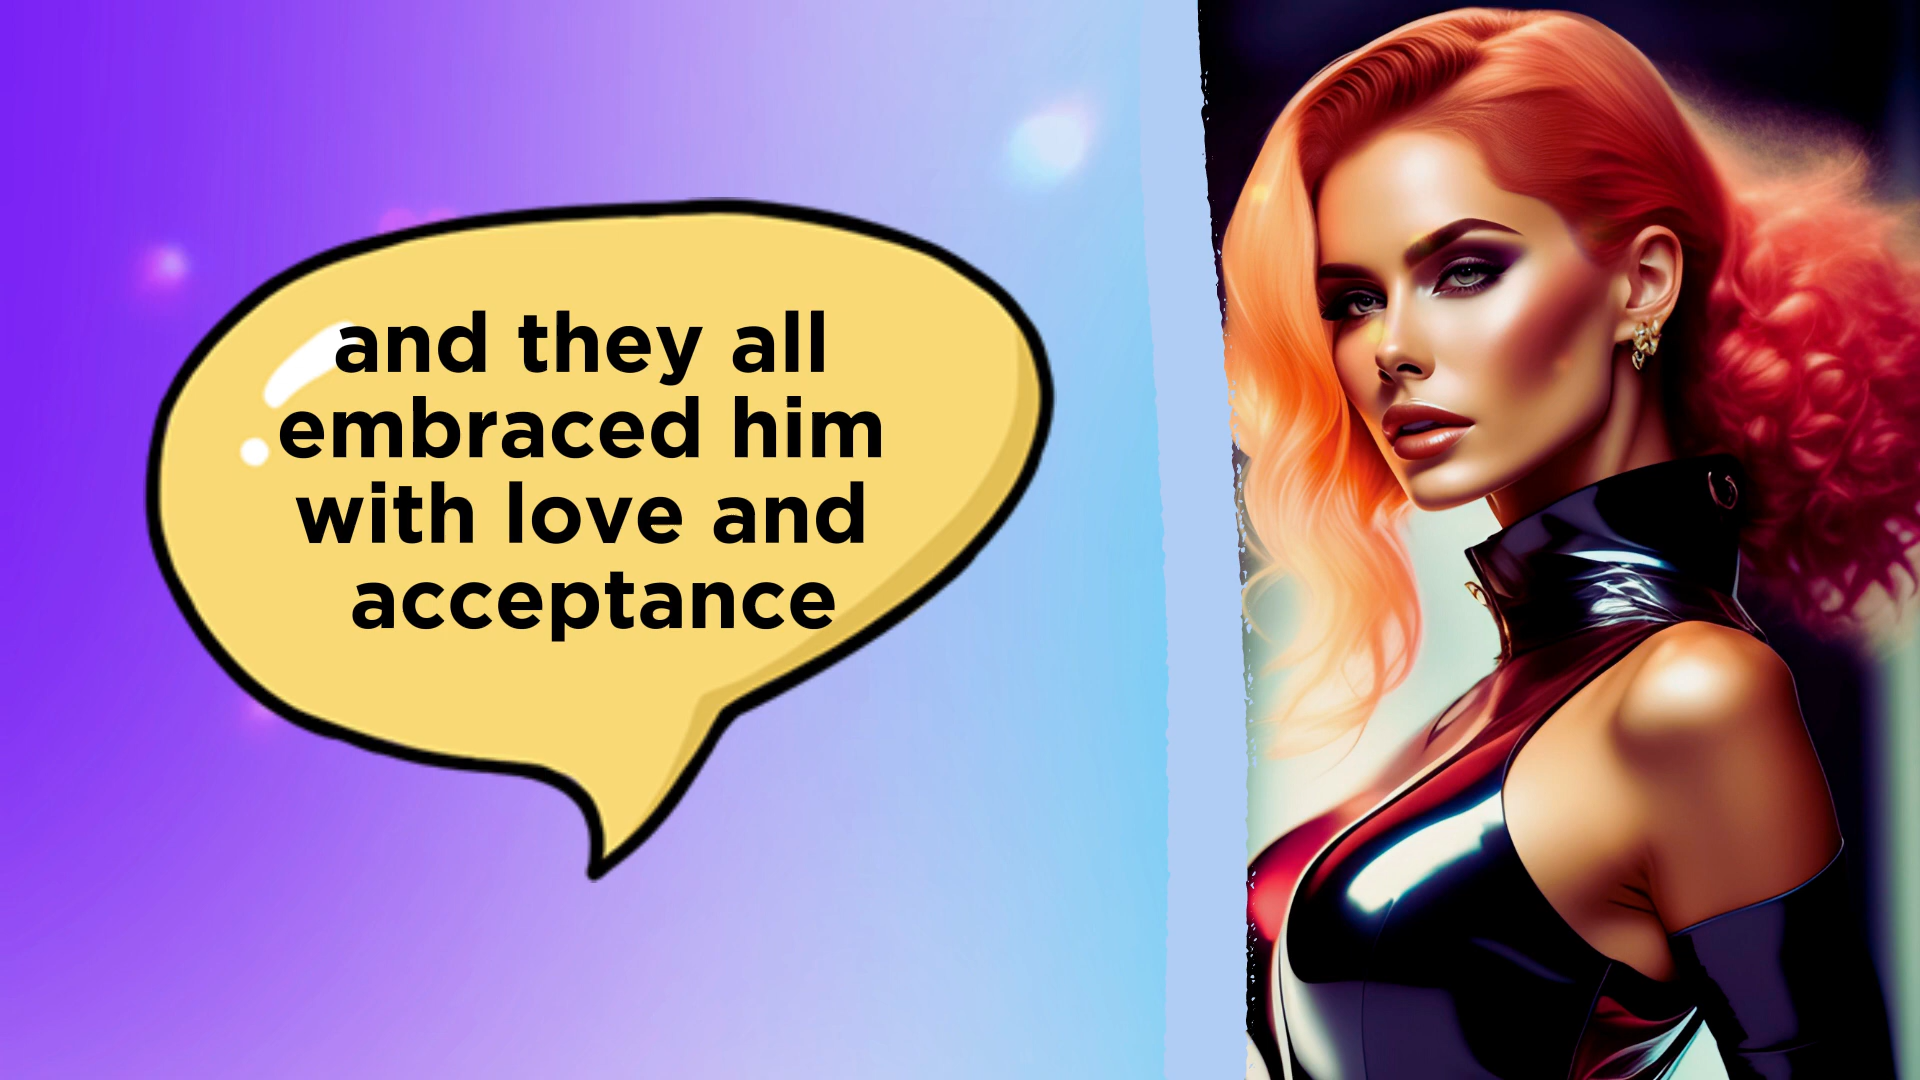 and they all
embraced him
with love and
acceptance